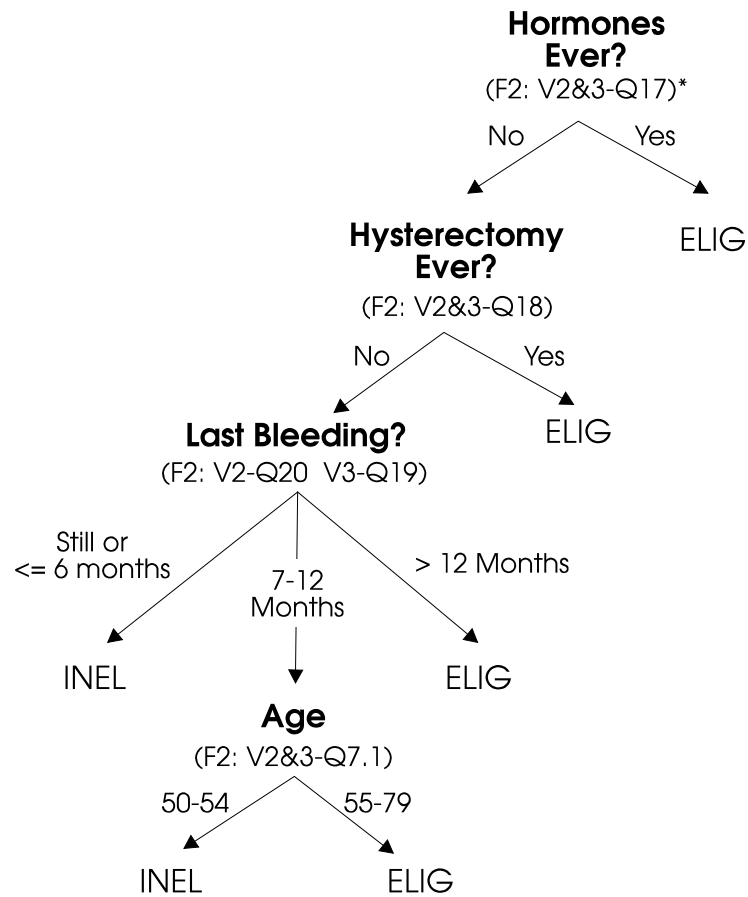 Hormones
Ever?
(F2: V2&3-Q17)*
No
Yes
ELIG
Hysterectomy
Ever?
(F2: V2&3-Q18)
No
Yes
ELIG
Last Bleeding?
(F2: V2-Q20 V3-Q19)
Still or
<= 6 months
7-12
Months
> 12 Months
INEL
ELIG
Age
(F2: V2&3-Q7.1)
50-54
55-79
INEL
ELIG